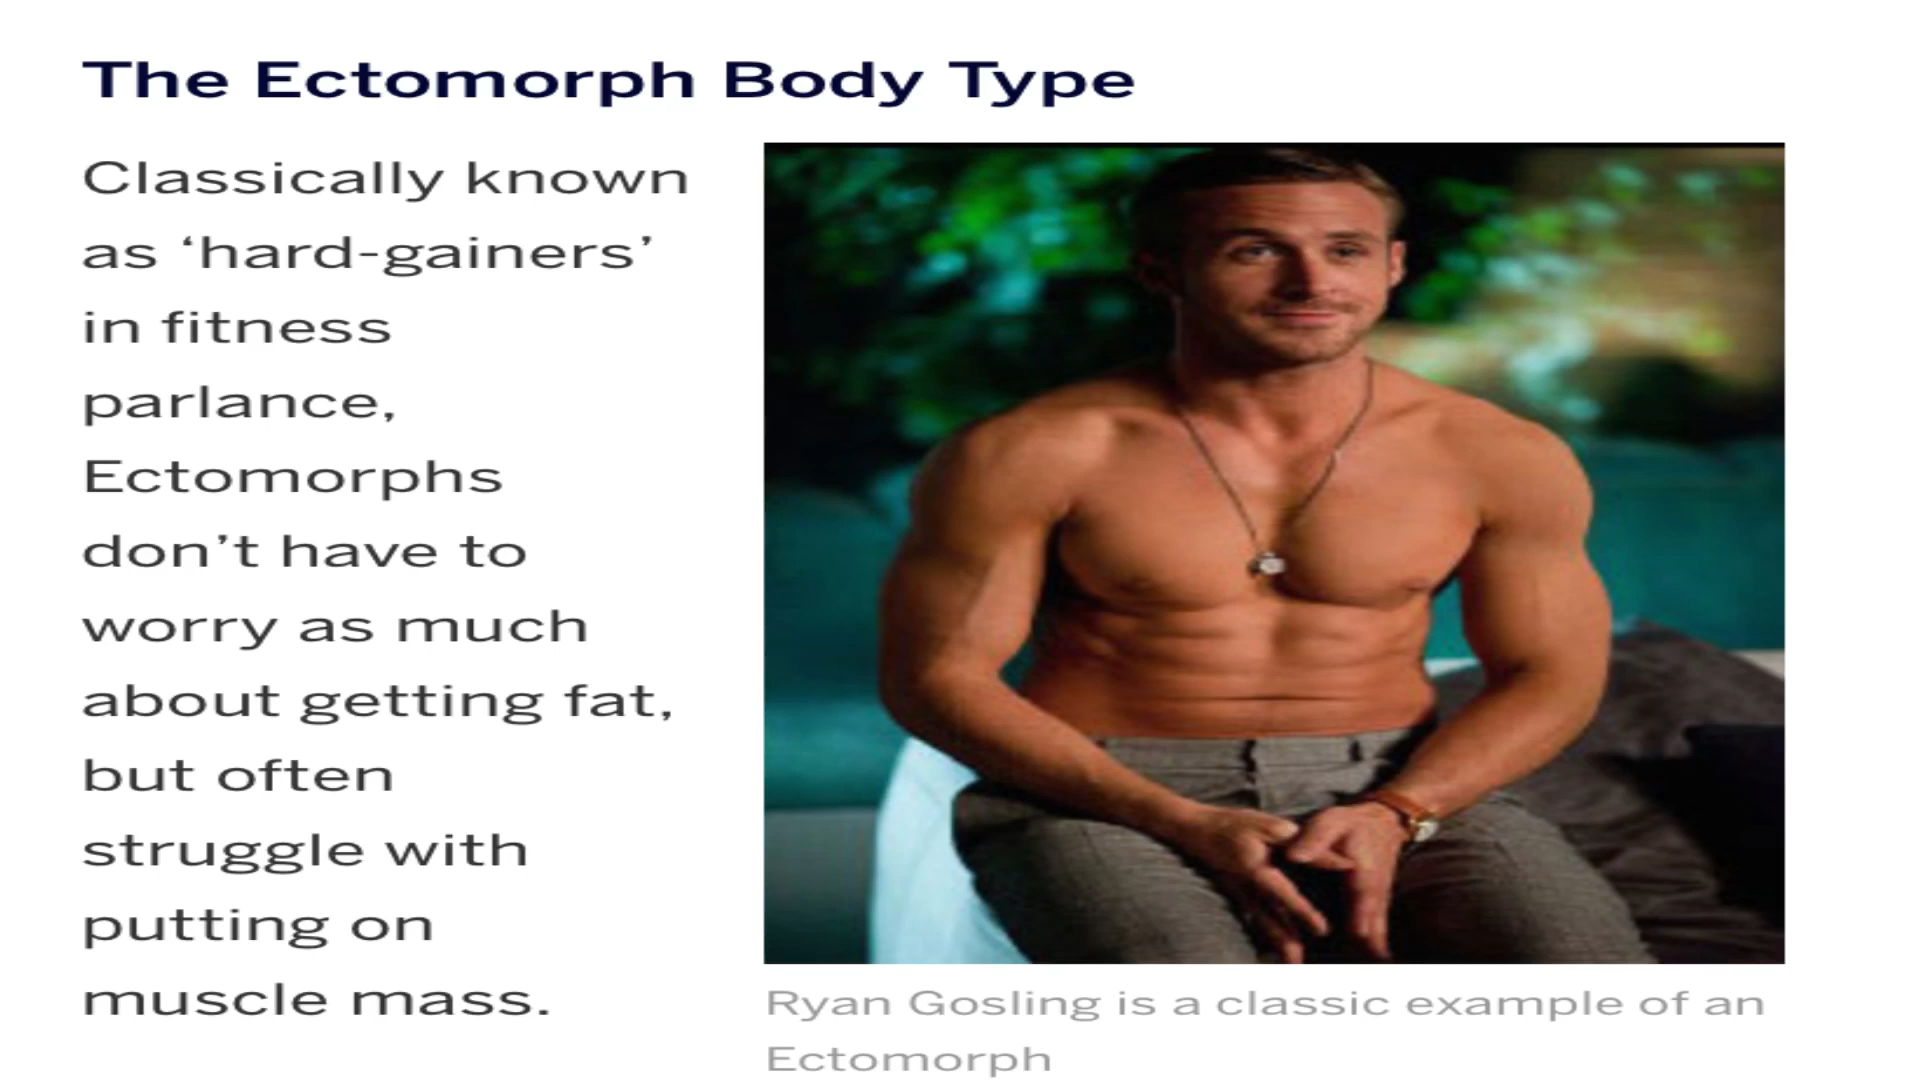 The Ectomorph Body Type
Classically known
as ‘hard-gainers’
in fitness
parlance,
Ectomorphs
don’t have to
worry as much
about getting fat,
but often
struggle with
putting on
muscle mass.
Ryan Gosling is a classic example of an
Ectomorph